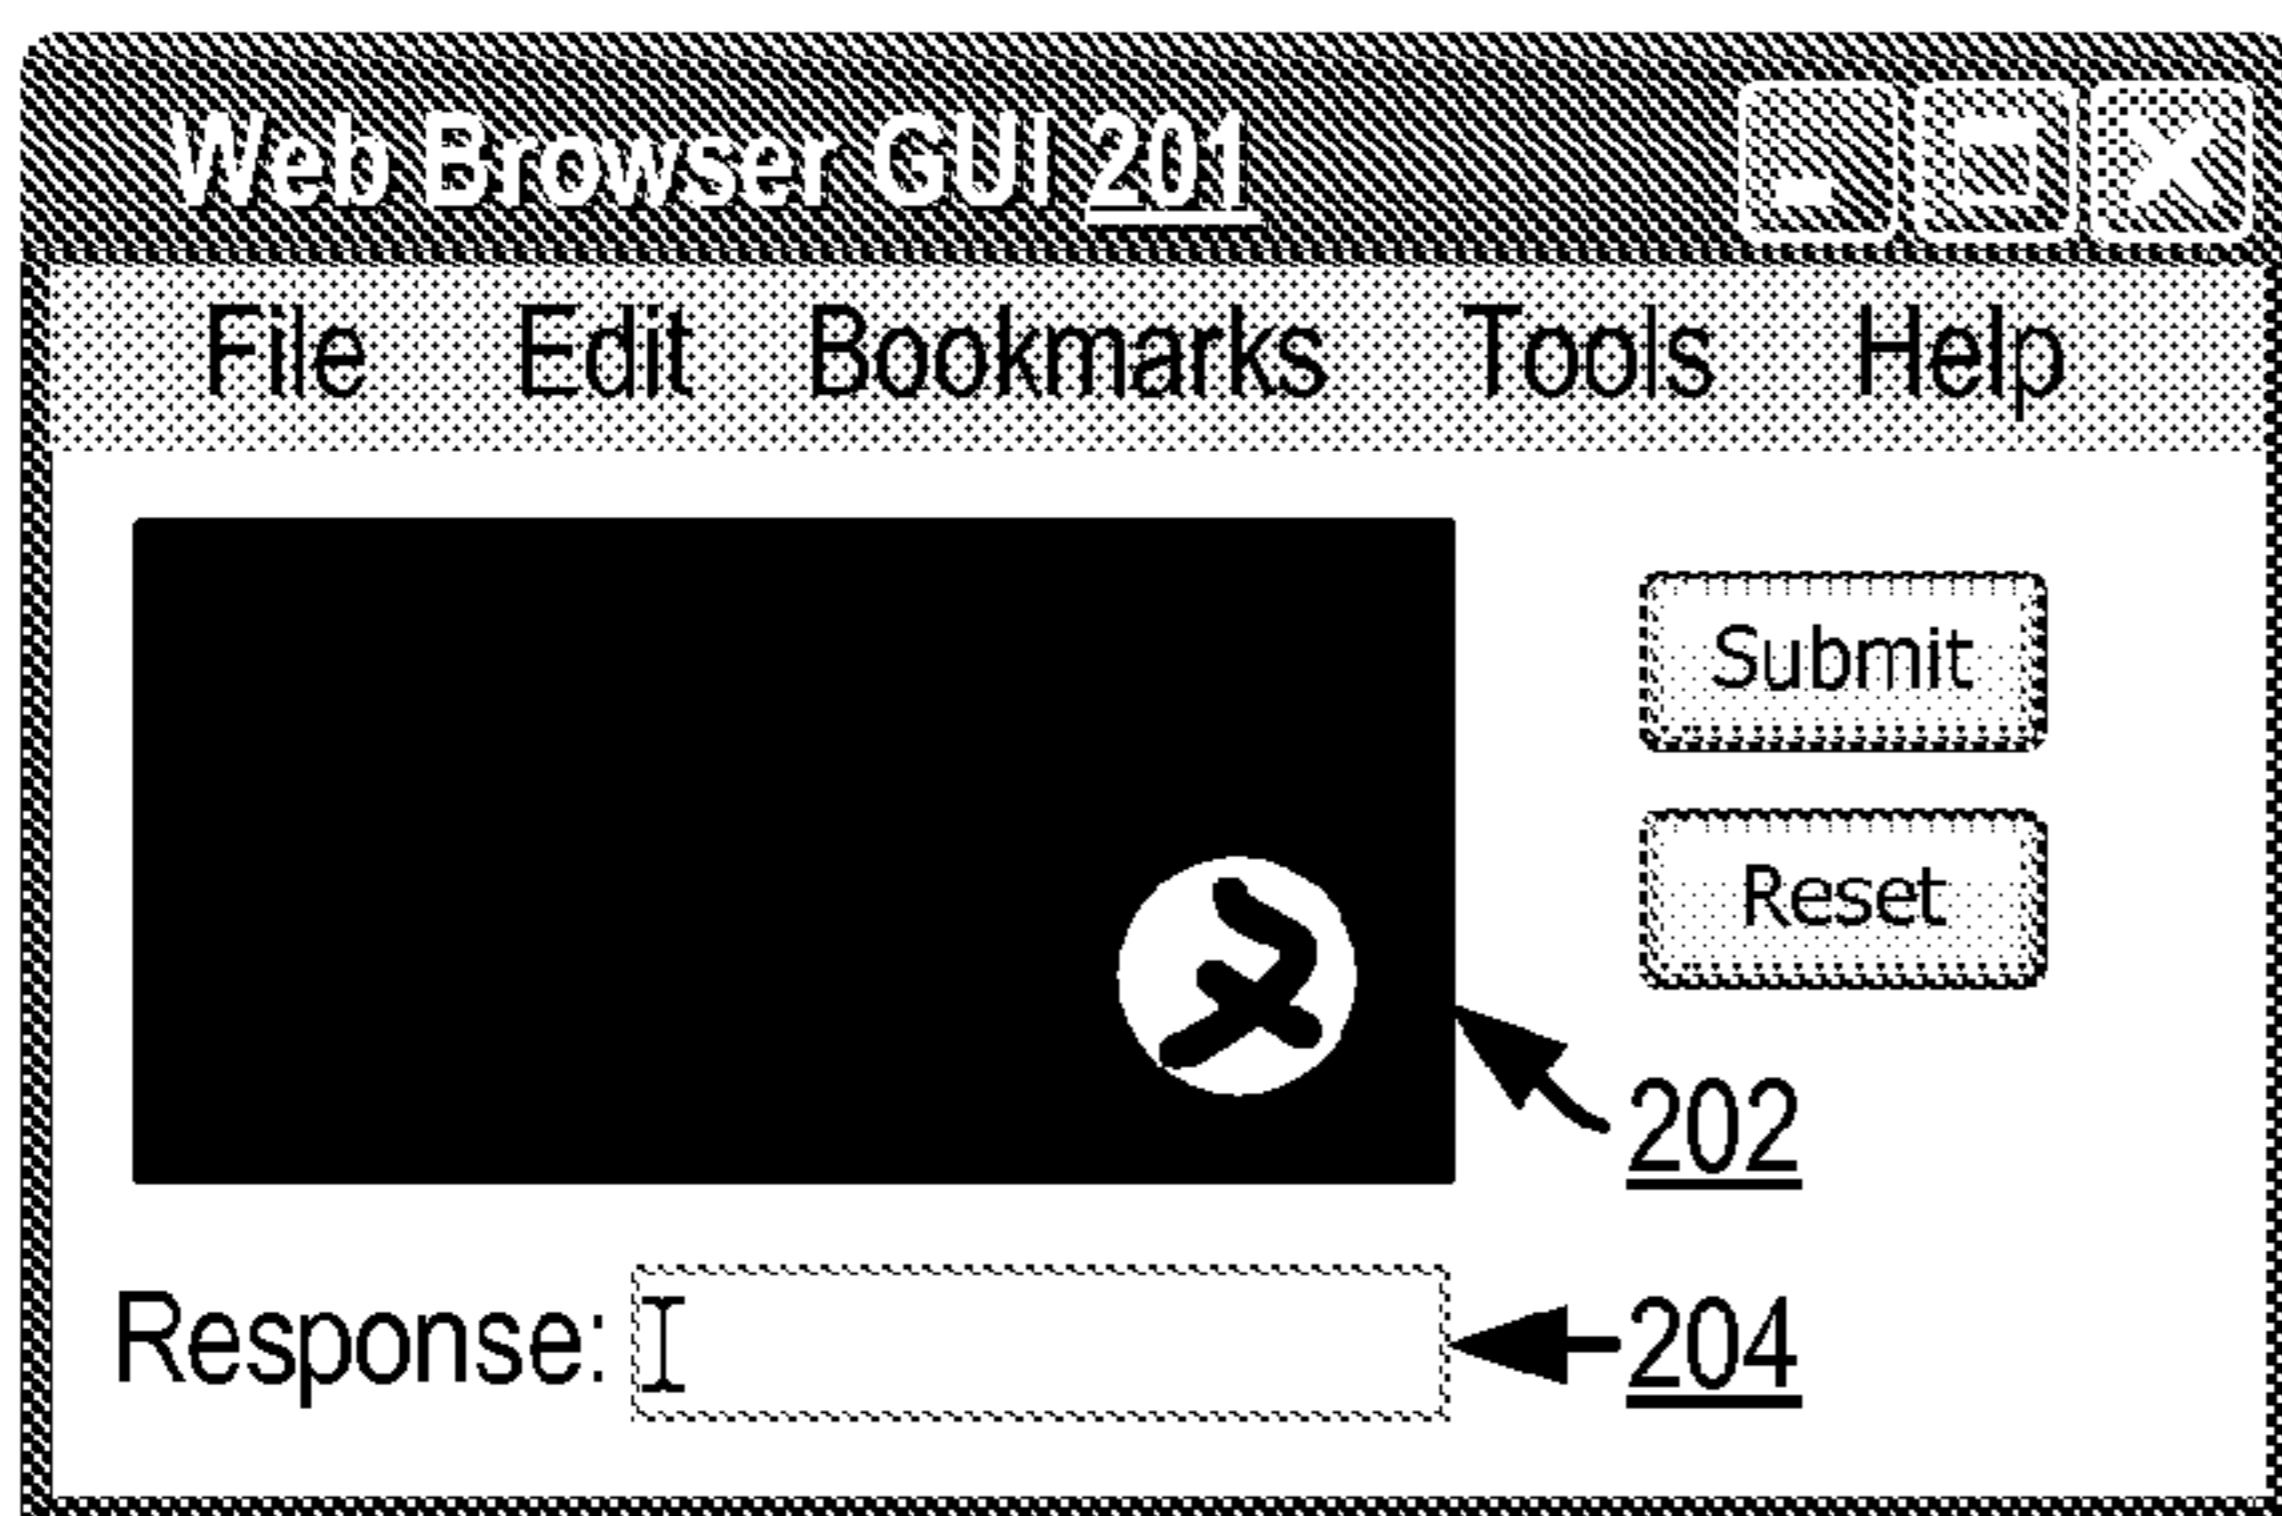 Web Browser GUI 201
File Edit Bookmarks Tools Help
Submit
Reset
202
Response:
204